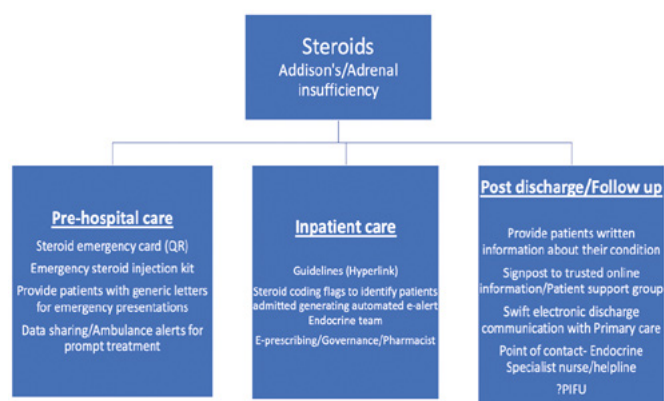 Steroids
Addison's/Adrenal
insufficiency
Pre-hospital care
Steroid emergency card (QR)
Emergency steroid injection kit
Provide patients with generic letters
for emergency presentations
Data sharing/Ambulance alerts for
prompt treatment
Inpatient care
Guidelines (Hyperlink)
Steroid coding flags to identify patients
admitted generating automated e-alert
Endocrine team
E-prescribing/Governance/Pharmacist
Post discharge/Follow up
Provide patients written
information about their condition
Signpost to trusted online
information/Patient support group
Swift electronic discharge
communication with Primary care
Point of contact- Endocrine
Specialist nurse/helpline
?PIFU